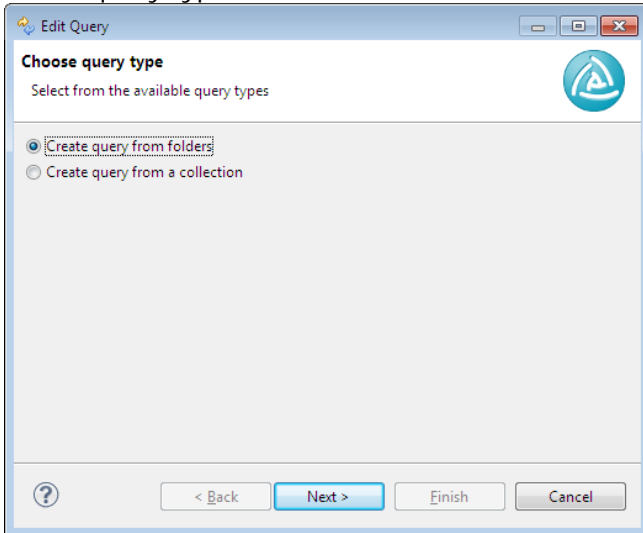 Edit Query
Choose query type
Select from the available query types
Create query from folders
Create query from a collection
?
< Back
Next >
Finish
Cancel